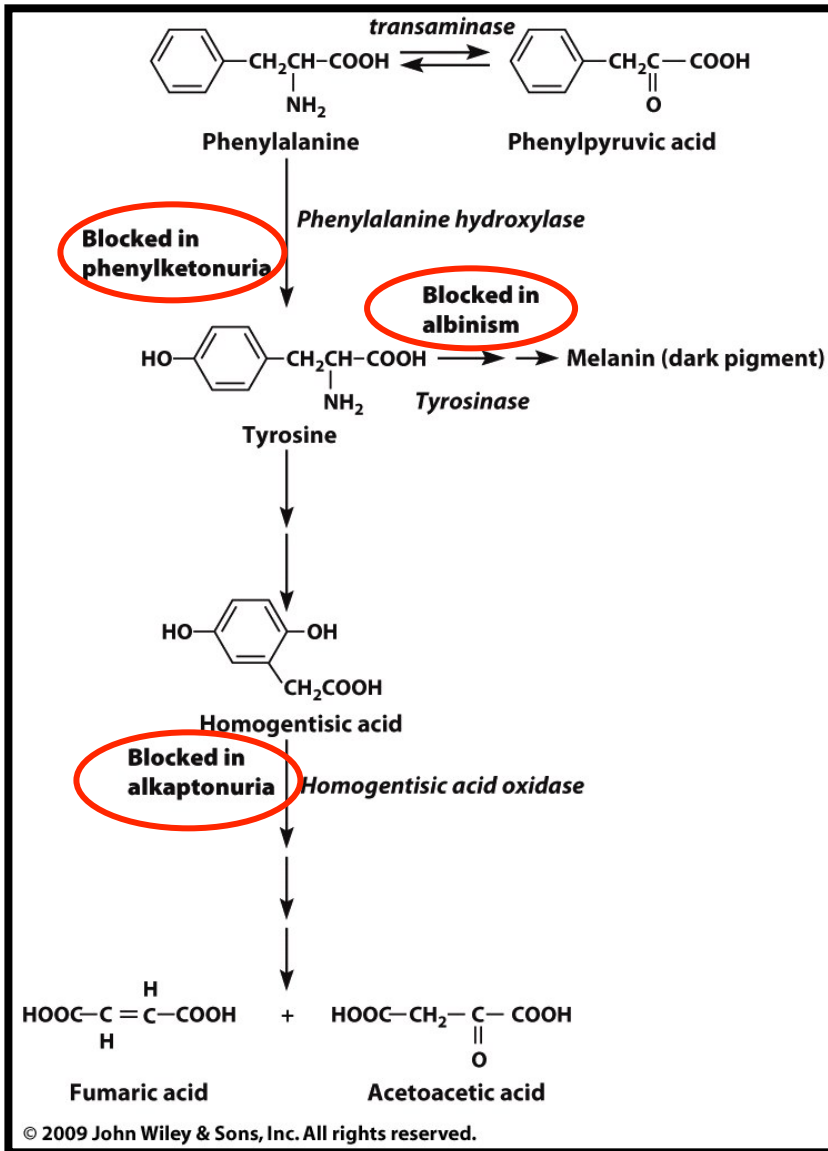 transaminase
CH₂CH–COOH
NH₂
CH₂C–COOH
O
Phenylalanine
Phenylpyruvic acid
Phenylalanine hydroxylase
Blocked in
phenylketonuria
Blocked in
albinism
HO–
CH₂CH–COOH
NH₂
Melanin (dark pigment)
Tyrosinase
Tyrosine
HO–
–OH
CH₂COOH
Homogentisic acid
Blocked in
alkaptonuria
Homogentisic acid oxidase
H
HOOC–C=C–COOH
H
+
HOOC–CH₂–C–COOH
O
Fumaric acid
Acetoacetic acid
© 2009 John Wiley & Sons, Inc. All rights reserved.